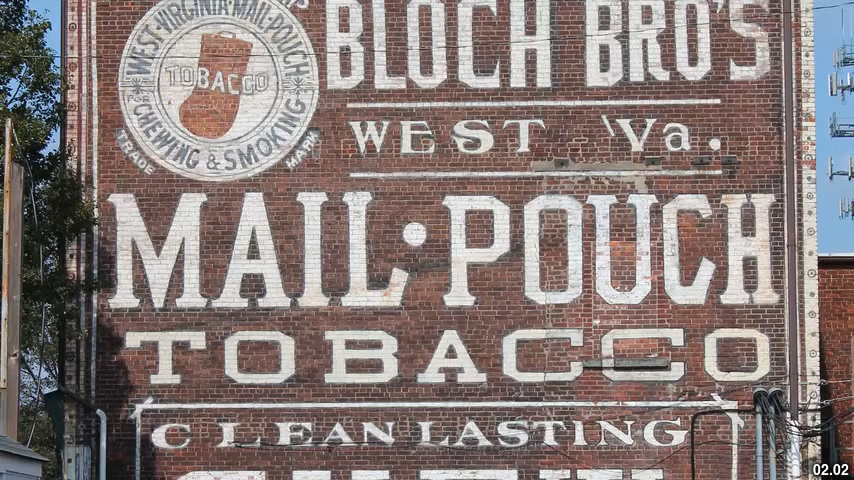 BLOCH BRO'S
WEST·VIRGINIA·MAIL·POUCH
TOBACCO
FOR
CHEWING & SMOKING
TRADE MARK
WEST Va.
MAIL·POUCH
TOBACCO
CLEAN LASTING
02.02